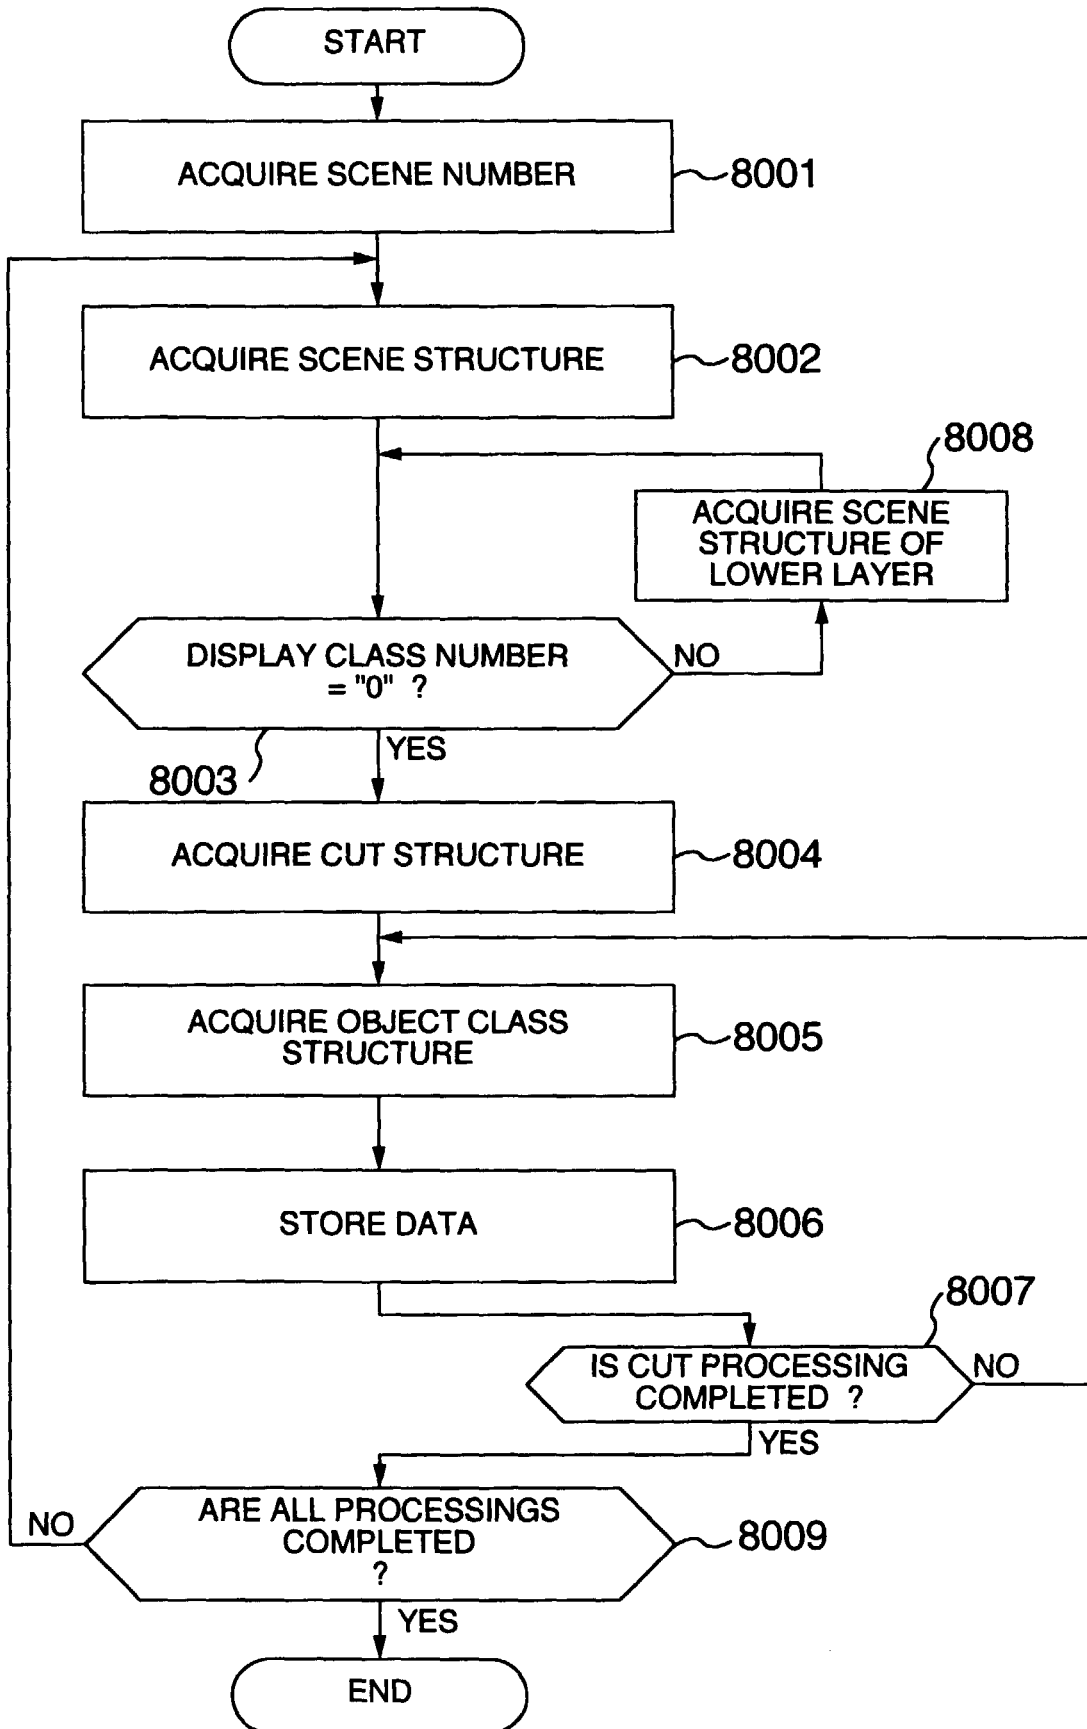 START
ACQUIRE SCENE NUMBER
8001
ACQUIRE SCENE STRUCTURE
8002
8008
ACQUIRE SCENE
STRUCTURE OF
LOWER LAYER
DISPLAY CLASS NUMBER
= "0" ?
NO
YES
8003
ACQUIRE CUT STRUCTURE
8004
ACQUIRE OBJECT CLASS
STRUCTURE
8005
STORE DATA
8006
8007
IS CUT PROCESSING
COMPLETED ?
NO
YES
ARE ALL PROCESSINGS
COMPLETED
?
NO
8009
YES
END